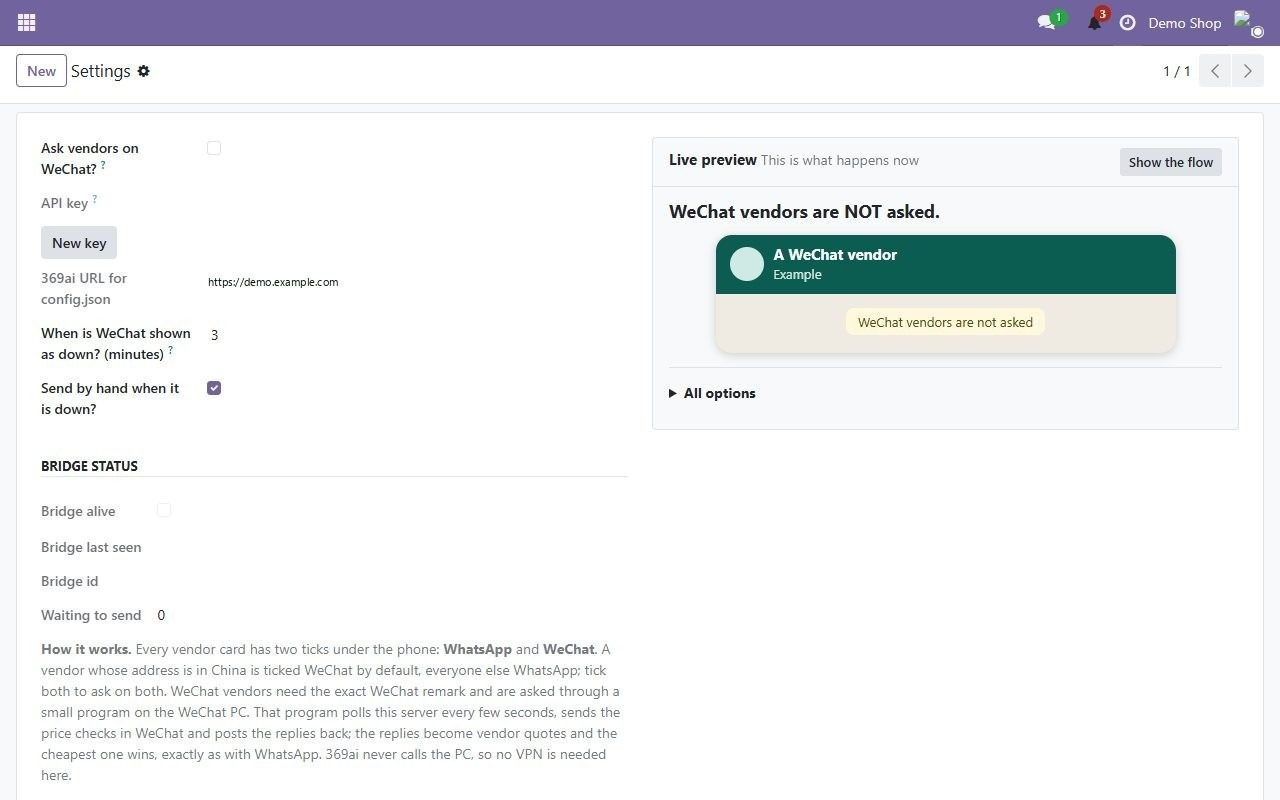 1
3
Demo Shop
New
Settings
1 / 1
Ask vendors on
WeChat? ?
API key ?
New key
369ai URL for
config.json
https://demo.example.com
When is WeChat shown
as down? (minutes) ?
3
Send by hand when it
is down?
BRIDGE STATUS
Bridge alive
Bridge last seen
Bridge id
Waiting to send 0
How it works. Every vendor card has two ticks under the phone: WhatsApp and WeChat. A
vendor whose address is in China is ticked WeChat by default, everyone else WhatsApp; tick
both to ask on both. WeChat vendors need the exact WeChat remark and are asked through a
small program on the WeChat PC. That program polls this server every few seconds, sends the
price checks in WeChat and posts the replies back; the replies become vendor quotes and the
cheapest one wins, exactly as with WhatsApp. 369ai never calls the PC, so no VPN is needed
here.
Live preview This is what happens now
Show the flow
WeChat vendors are NOT asked.
A WeChat vendor
Example
WeChat vendors are not asked
All options